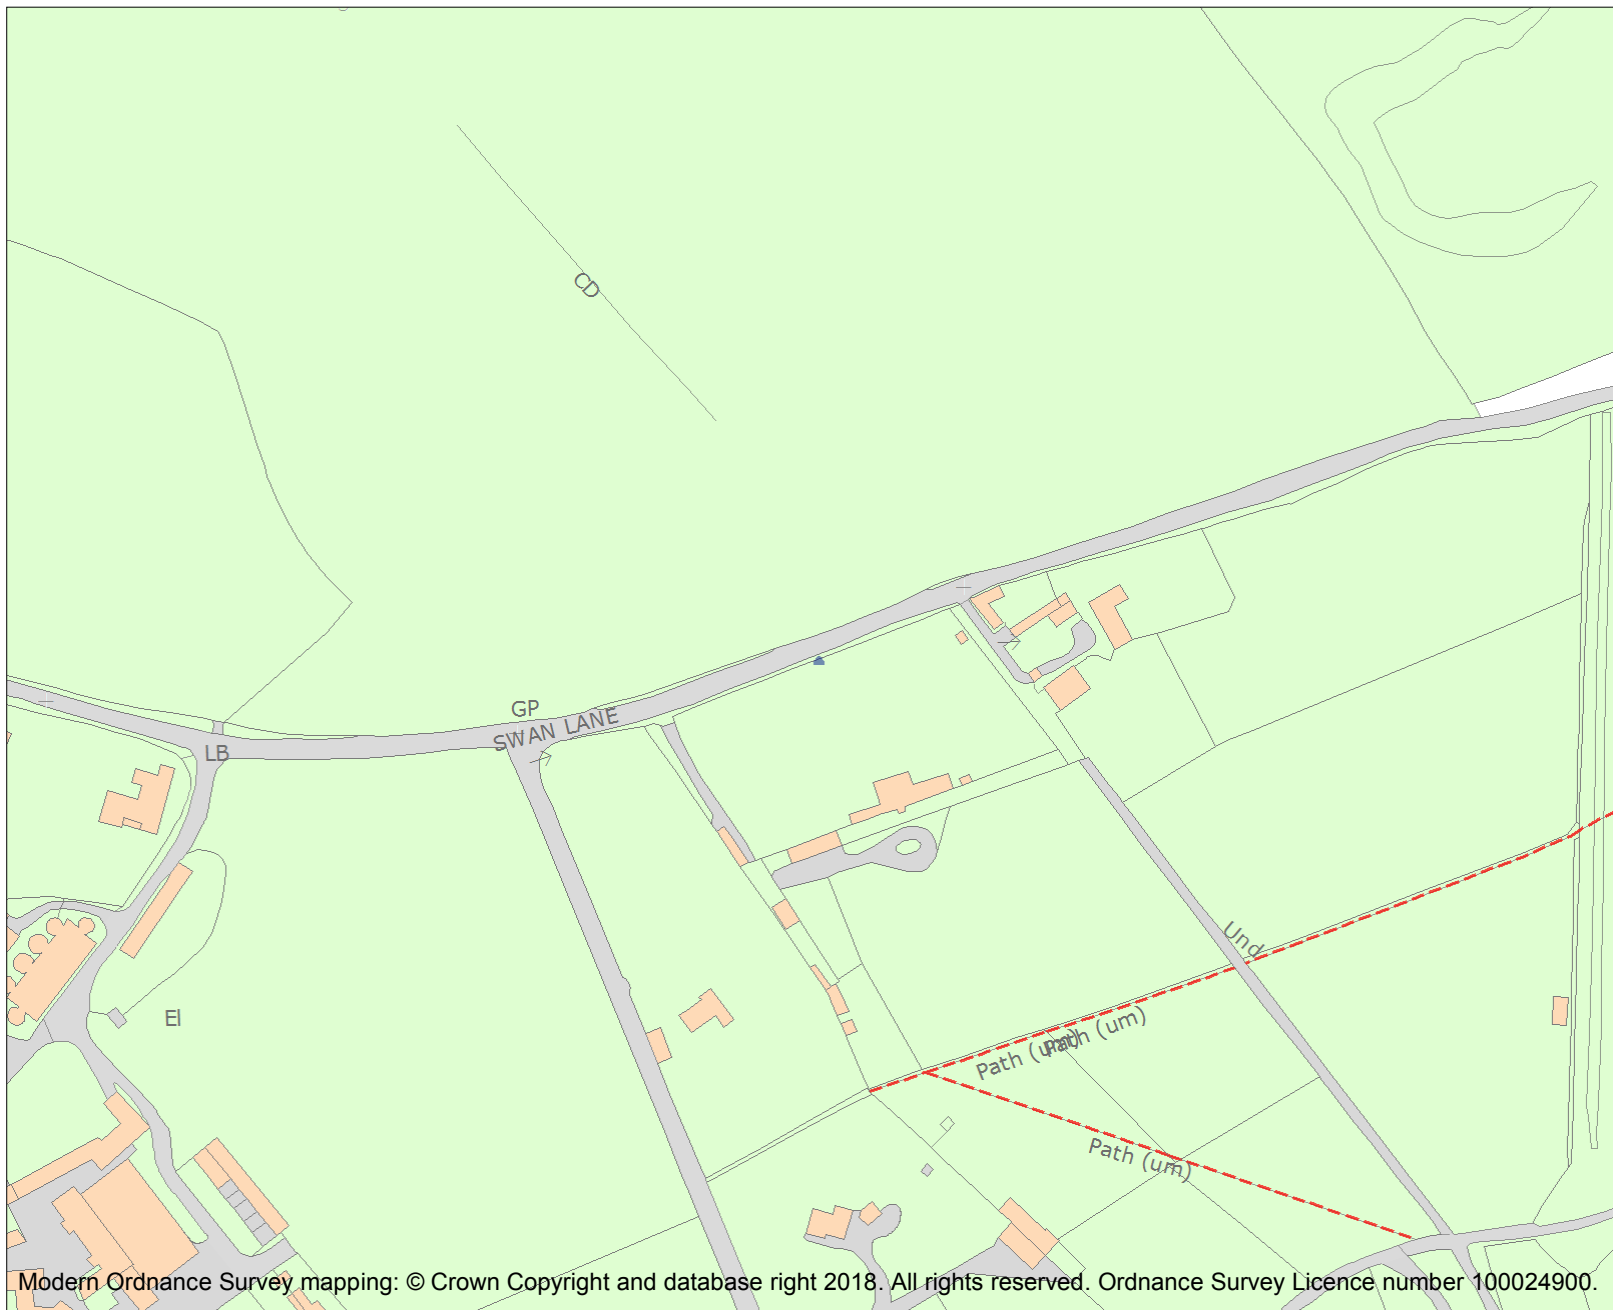 CD
GP
SWAN LANE
LB
Und
El
Path (um)
Path (um)
Path (um)
Modern Ordnance Survey mapping: © Crown Copyright and database right 2018. All rights reserved. Ordnance Survey Licence number 100024900.